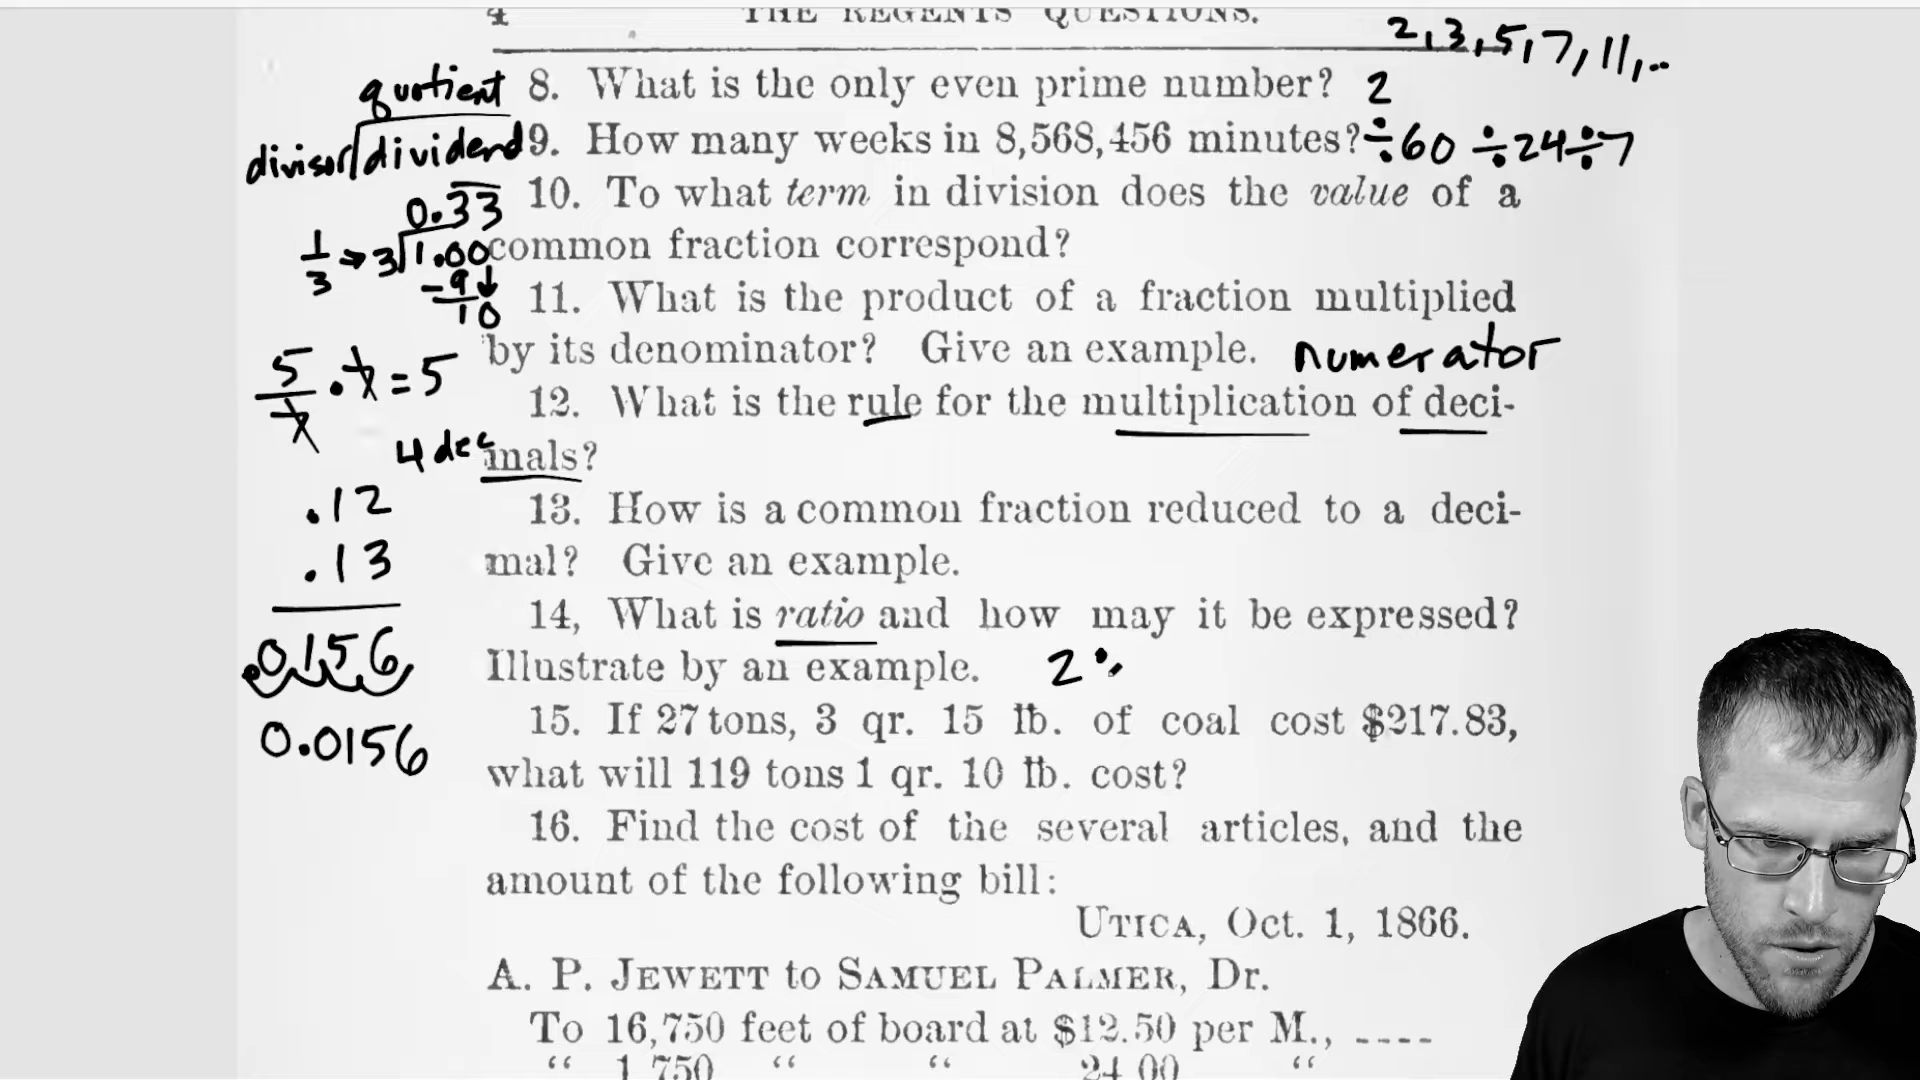 4 THE REGENTS QUESTIONS.
2,3,5,7,11,..
quotient
8. What is the only even prime number? 2
divisor/dividend
9. How many weeks in 8,568,456 minutes? ÷60 ÷24÷7
10. To what term in division does the value of a
common fraction correspond?
0.33
1/3 → 3 1.00
-9
10
11. What is the product of a fraction multiplied
by its denominator? Give an example. numerator
5/7 · 7 = 5
12. What is the rule for the multiplication of deci-
4 dec
mals?
.12
.13
0156
0.0156
13. How is a common fraction reduced to a deci-
mal? Give an example.
14, What is ratio and how may it be expressed?
Illustrate by an example. 2
15. If 27 tons, 3 qr. 15 lb. of coal cost $217.83,
what will 119 tons 1 qr. 10 lb. cost?
16. Find the cost of the several articles, and the
amount of the following bill:
UTICA, Oct. 1, 1866.
A. P. JEWETT to SAMUEL PALMER, Dr.
To 16,750 feet of board at $12.50 per M., ----
“ 1,750 “ “ 24.00 “